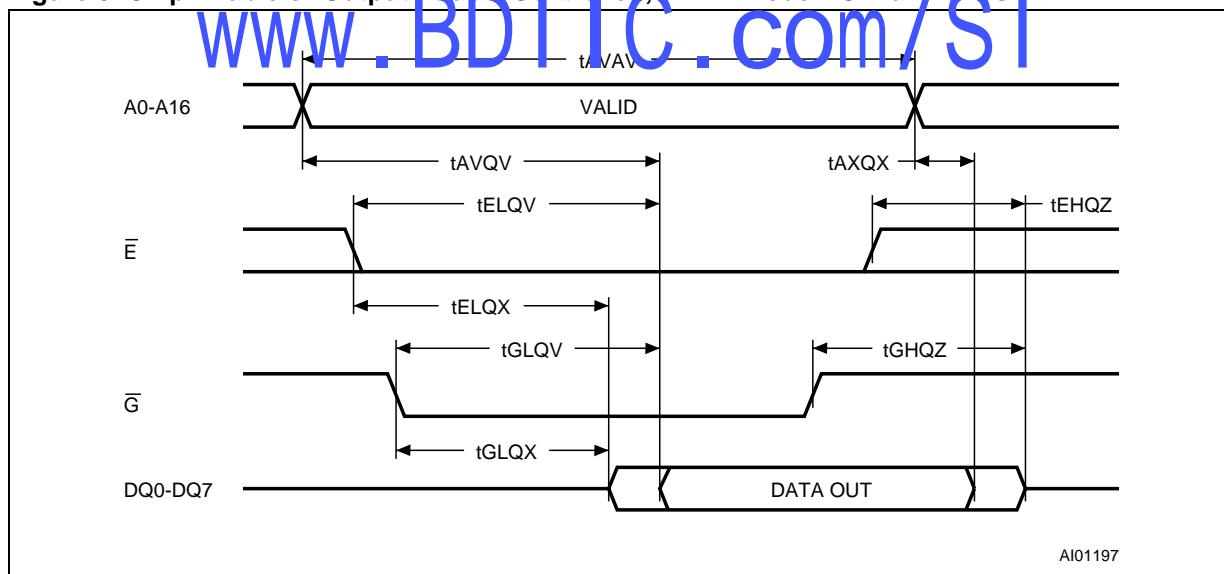 www.BDTIC.com/ST
tAVAV
A0-A16
VALID
tAVQV
tAXQX
tELQV
tEHQZ
E̅
tELQX
tGLQV
tGHQZ
G̅
tGLQX
DQ0-DQ7
DATA OUT
AI01197